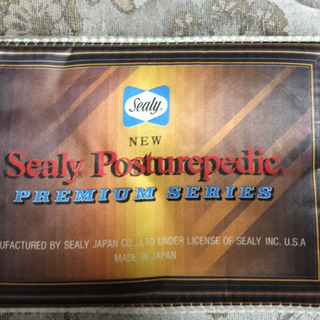 Sealy
NEW
Sealy Posturepedic
PREMIUM SERIES
UFACTURED BY SEALY JAPAN CO., LTD UNDER LICENSE OF SEALY INC. U.S.A
MADE IN JAPAN